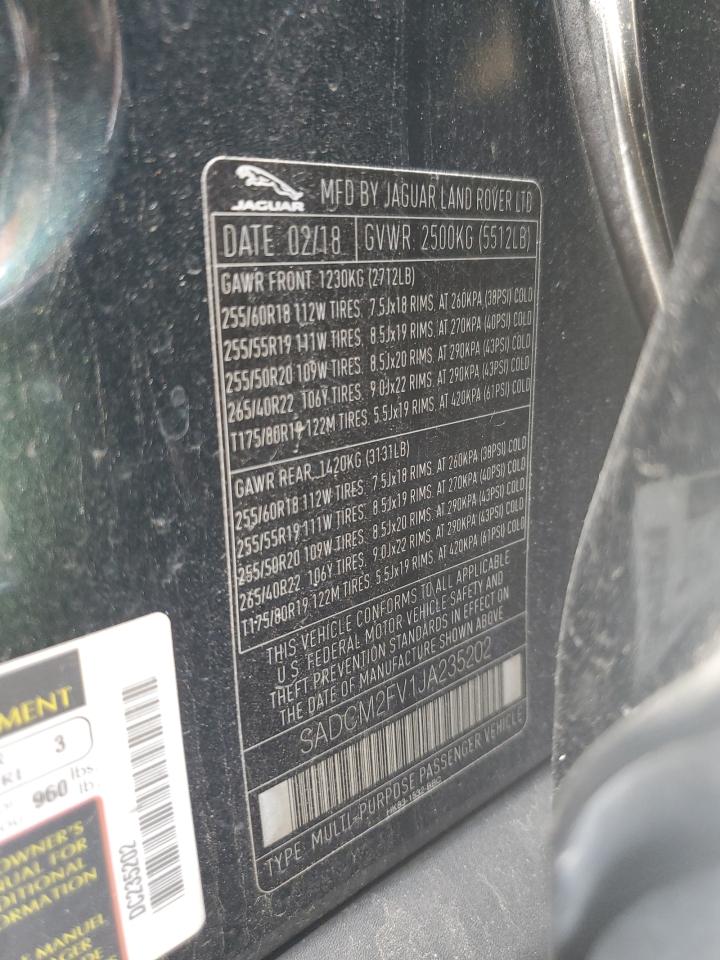 JAGUAR
MFD BY JAGUAR LAND ROVER LTD
DATE: 02/18
GVWR: 2500KG (5512LB)
GAWR FRONT 1230KG (2712LB)
255/60R18 112W TIRES. 7.5Jx18 RIMS. AT 260KPA (38PSI) COLD
255/55R19 111W TIRES. 8.5Jx19 RIMS. AT 270KPA (40PSI) COLD
255/50R20 109W TIRES. 8.5Jx20 RIMS. AT 290KPA (43PSI) COLD
265/40R22 106Y TIRES. 9.0Jx22 RIMS. AT 290KPA (43PSI) COLD
T175/80R19 122M TIRES. 5.5Jx19 RIMS. AT 420KPA (61PSI) COLD
GAWR REAR 1420KG (3131LB)
255/60R18 112W TIRES. 7.5Jx18 RIMS. AT 260KPA (38PSI) COLD
255/55R19 111W TIRES. 8.5Jx19 RIMS. AT 270KPA (40PSI) COLD
255/50R20 109W TIRES. 8.5Jx20 RIMS. AT 290KPA (43PSI) COLD
265/40R22 106Y TIRES. 9.0Jx22 RIMS. AT 290KPA (43PSI) COLD
T175/80R19 122M TIRES. 5.5Jx19 RIMS. AT 420KPA (61PSI) COLD
THIS VEHICLE CONFORMS TO ALL APPLICABLE
U.S. FEDERAL MOTOR VEHICLE SAFETY AND
THEFT PREVENTION STANDARDS IN EFFECT ON
THE DATE OF MANUFACTURE SHOWN ABOVE
SADCM2FV1JA235202
TYPE: MULTI-PURPOSE PASSENGER VEHICLE
3
960 lb.
lbs
OWNER'S
DC235202
MANUEL